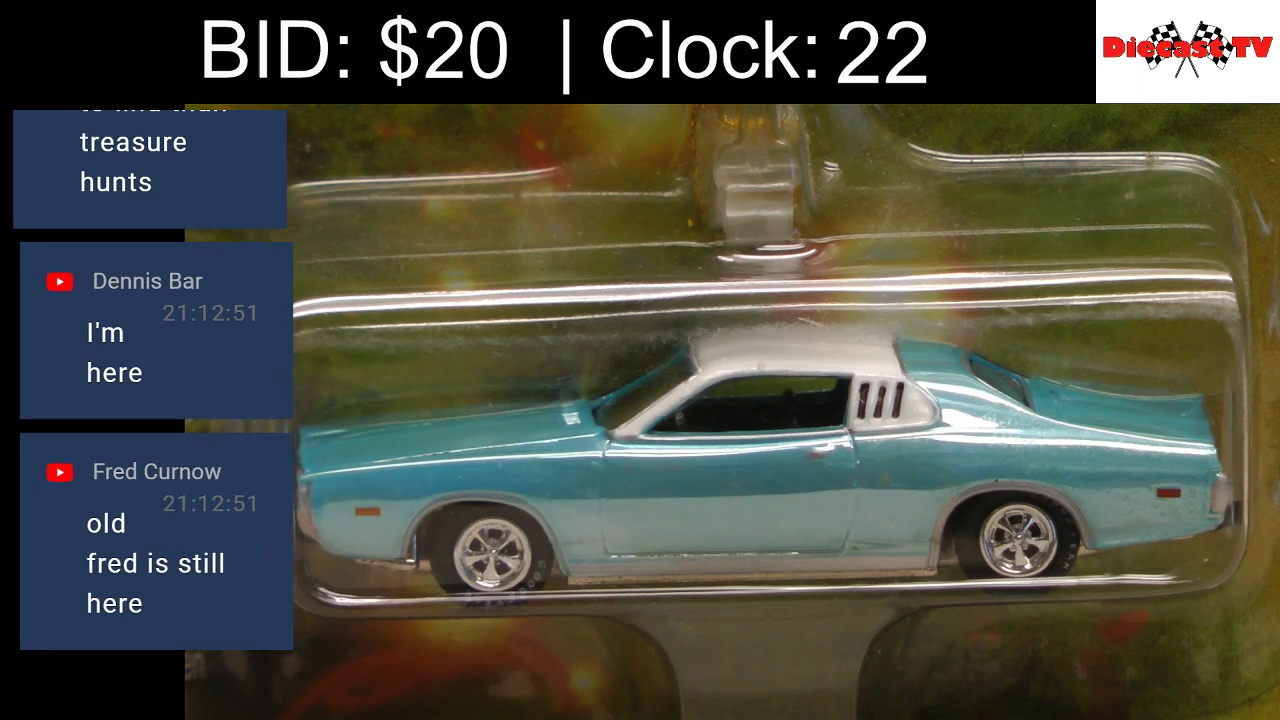 BID: $20 | Clock: 22
Diecast TV
treasure
hunts
Dennis Bar
21:12:51
I'm
here
Fred Curnow
21:12:51
old
fred is still
here